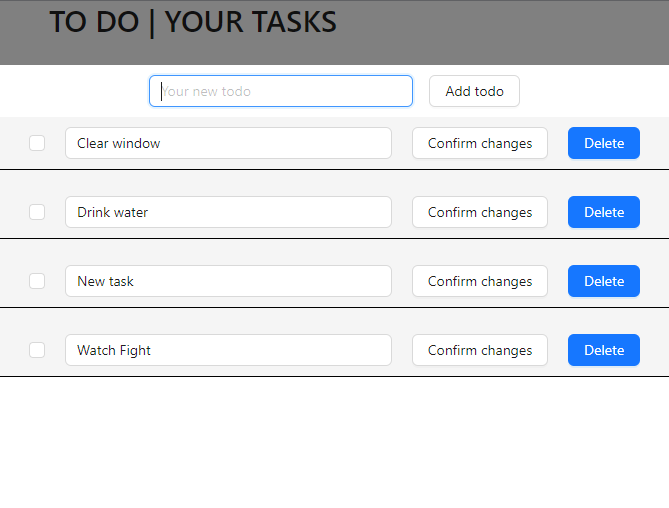 TO DO | YOUR TASKS
Your new todo Add todo
Clear window Confirm changes Delete
Drink water Confirm changes Delete
New task Confirm changes Delete
Watch Fight Confirm changes Delete